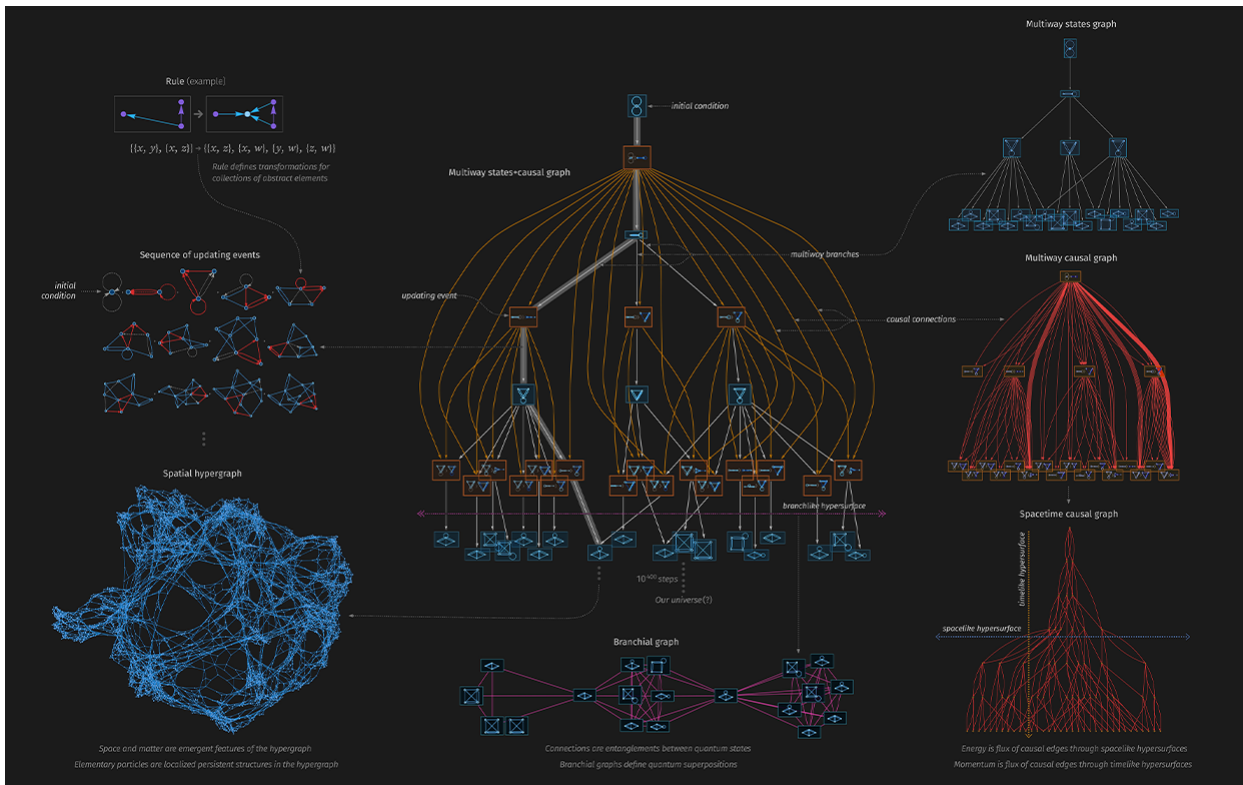 Rule (example)
{{x, y}, {x, z}} → {{x, z}, {x, w}, {y, w}, {z, w}}
Rule defines transformations for
collections of abstract elements
Sequence of updating events
initial
condition
Spatial hypergraph
Space and matter are emergent features of the hypergraph
Elementary particles are localized persistent structures in the hypergraph
initial condition
Multiway states+causal graph
multiway branches
updating event
causal connections
branchlike hypersurface
10⁴⁰⁰ steps
Our universe(?)
Branchial graph
Connections are entanglements between quantum states
Branchial graphs define quantum superpositions
Multiway states graph
Multiway causal graph
Spacetime causal graph
timelike hypersurface
spacelike hypersurface
Energy is flux of causal edges through spacelike hypersurfaces
Momentum is flux of causal edges through timelike hypersurfaces